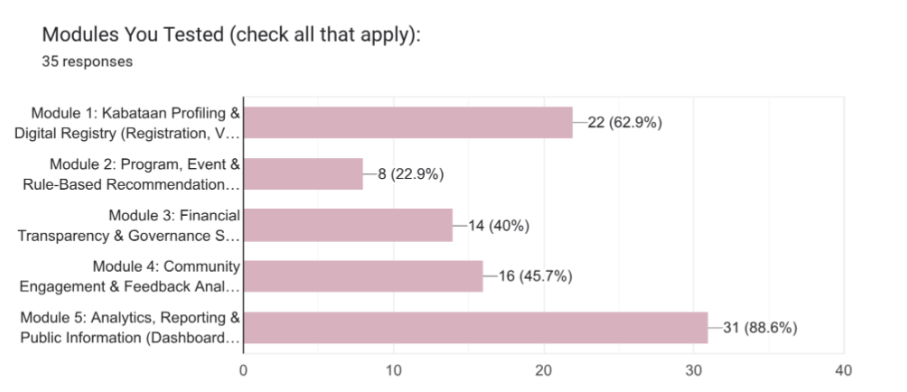 Modules You Tested (check all that apply):
35 responses
Module 1: Kabataan Profiling &
Digital Registry (Registration, V…
22 (62.9%)
Module 2: Program, Event &
Rule-Based Recommendation…
8 (22.9%)
Module 3: Financial
Transparency & Governance S…
14 (40%)
Module 4: Community
Engagement & Feedback Anal…
16 (45.7%)
Module 5: Analytics, Reporting &
Public Information (Dashboard…
31 (88.6%)
0 10 20 30 40